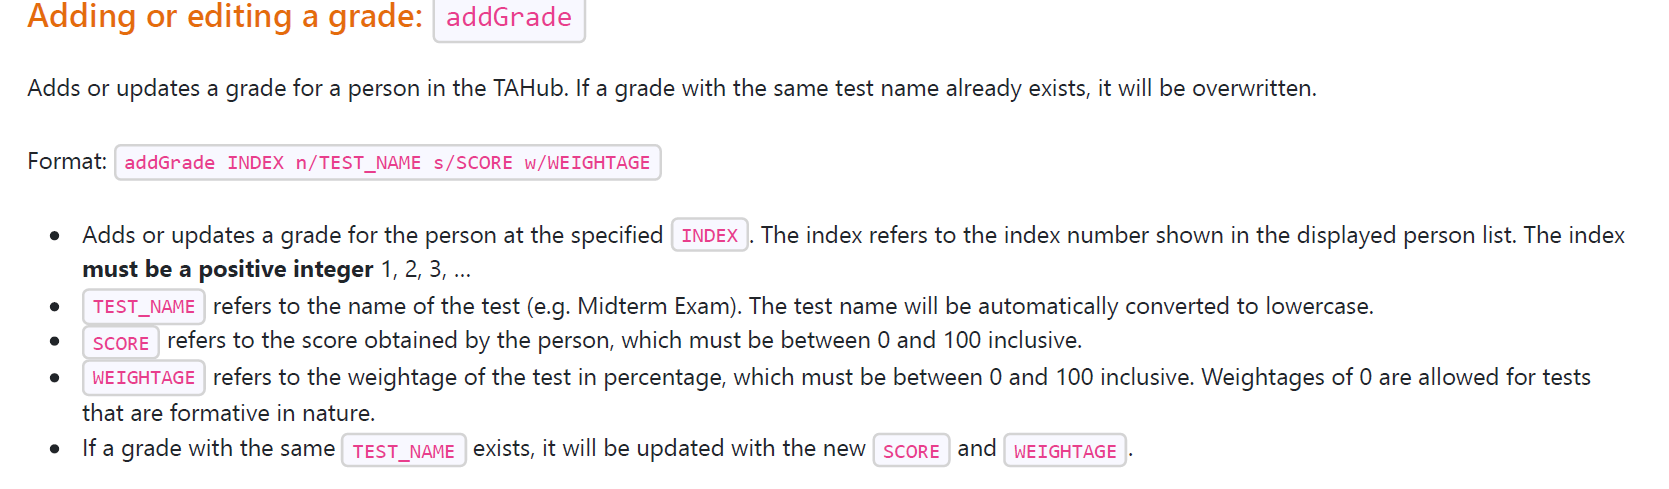 Adding or editing a grade: addGrade
Adds or updates a grade for a person in the TAHub. If a grade with the same test name already exists, it will be overwritten.
Format: addGrade INDEX n/TEST_NAME s/SCORE w/WEIGHTAGE
• Adds or updates a grade for the person at the specified INDEX. The index refers to the index number shown in the displayed person list. The index
must be a positive integer 1, 2, 3, …
• TEST_NAME refers to the name of the test (e.g. Midterm Exam). The test name will be automatically converted to lowercase.
• SCORE refers to the score obtained by the person, which must be between 0 and 100 inclusive.
• WEIGHTAGE refers to the weightage of the test in percentage, which must be between 0 and 100 inclusive. Weightages of 0 are allowed for tests
that are formative in nature.
• If a grade with the same TEST_NAME exists, it will be updated with the new SCORE and WEIGHTAGE.